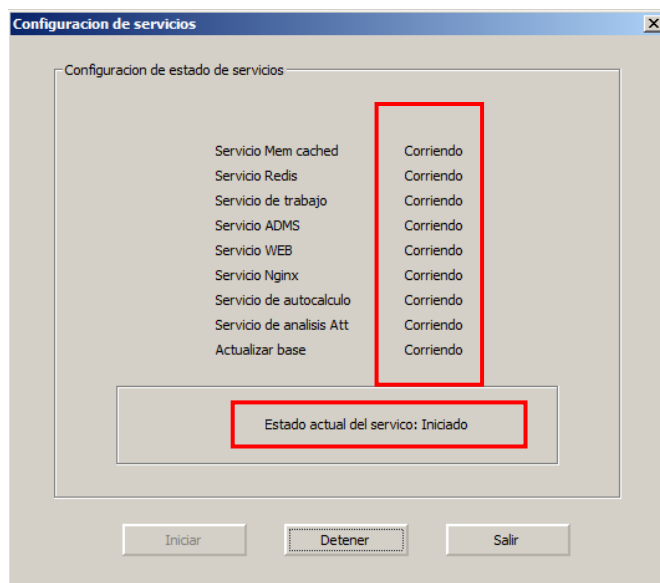 Configuracion de servicios
Configuracion de estado de servicios
Servicio Mem cached Corriendo
Servicio Redis Corriendo
Servicio de trabajo Corriendo
Servicio ADMS Corriendo
Servicio WEB Corriendo
Servicio Nginx Corriendo
Servicio de autocalculo Corriendo
Servicio de analisis Att Corriendo
Actualizar base Corriendo
Estado actual del servico: Iniciado
Iniciar Detener Salir